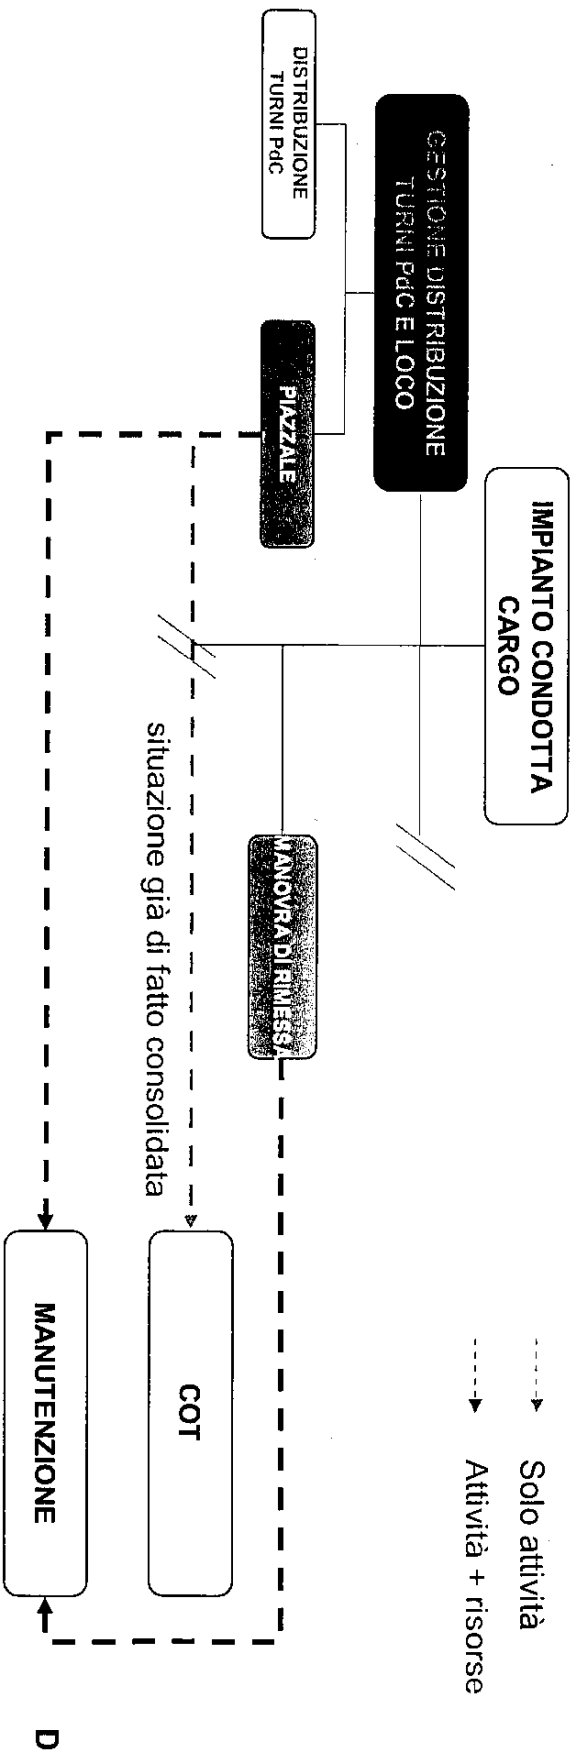 IMPIANTO CONDOTTA
CARGO
GESTIONE DISTRIBUZIONE
TURNI PdC E LOCO
DISTRIBUZIONE
TURNI PdC
PIAZZALE
MANOVRA DI RIMESSA
situazione già di fatto consolidata
COT
MANUTENZIONE
Solo attività
Attività + risorse
D